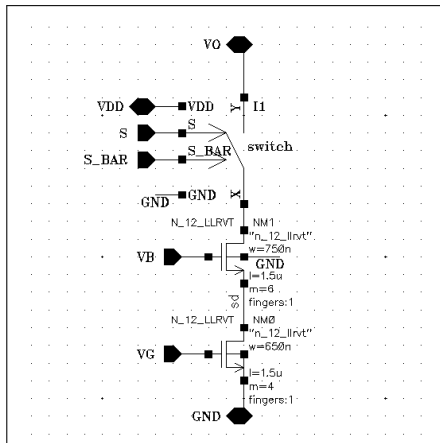 VO
Y
I1
VDD
VDD
S
S
switch
S_BAR
S_BAR
GND
GND
X
N_12_LLRVT
NM1
"n_12_llrvt"
w=750n
VB
GND
l=1.5u
m=6
fingers:1
sd
N_12_LLRVT
NM0
"n_12_llrvt"
w=650n
VG
l=1.5u
m=4
fingers:1
GND